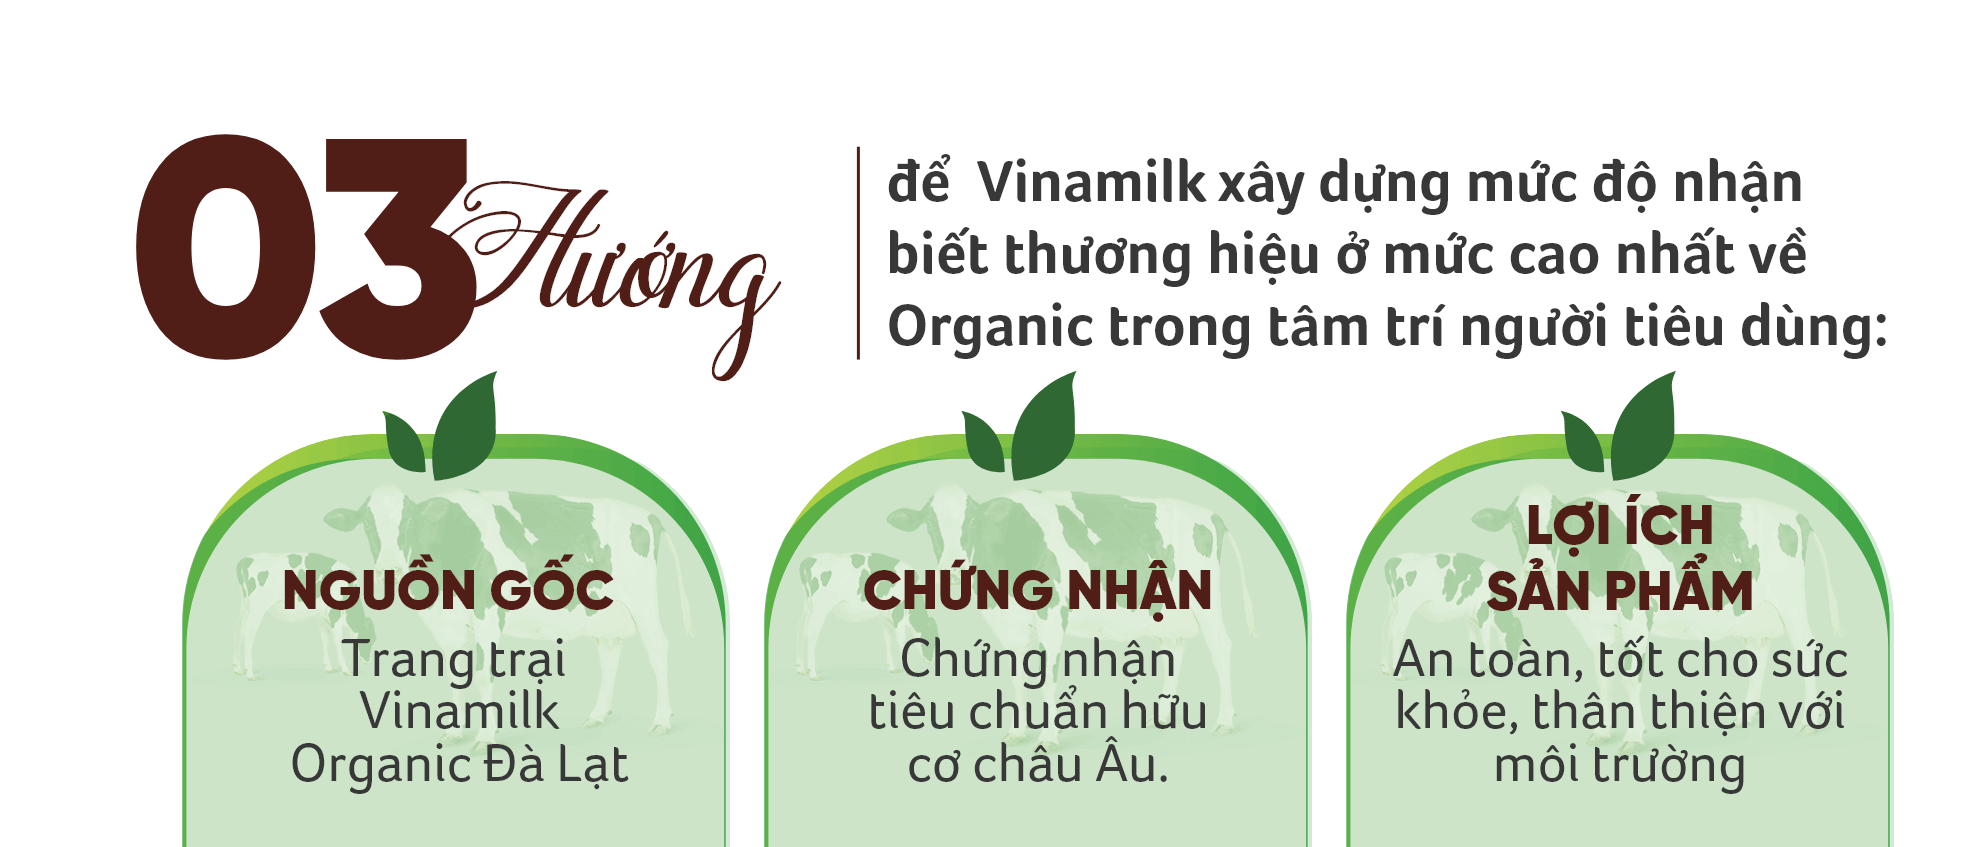 03 Hướng
để Vinamilk xây dựng mức độ nhận
biết thương hiệu ở mức cao nhất về
Organic trong tâm trí người tiêu dùng:
NGUỒN GỐC
Trang trại
Vinamilk
Organic Đà Lạt
CHỨNG NHẬN
Chứng nhận
tiêu chuẩn hữu
cơ châu Âu.
LỢI ÍCH
SẢN PHẨM
An toàn, tốt cho sức
khỏe, thân thiện với
môi trường